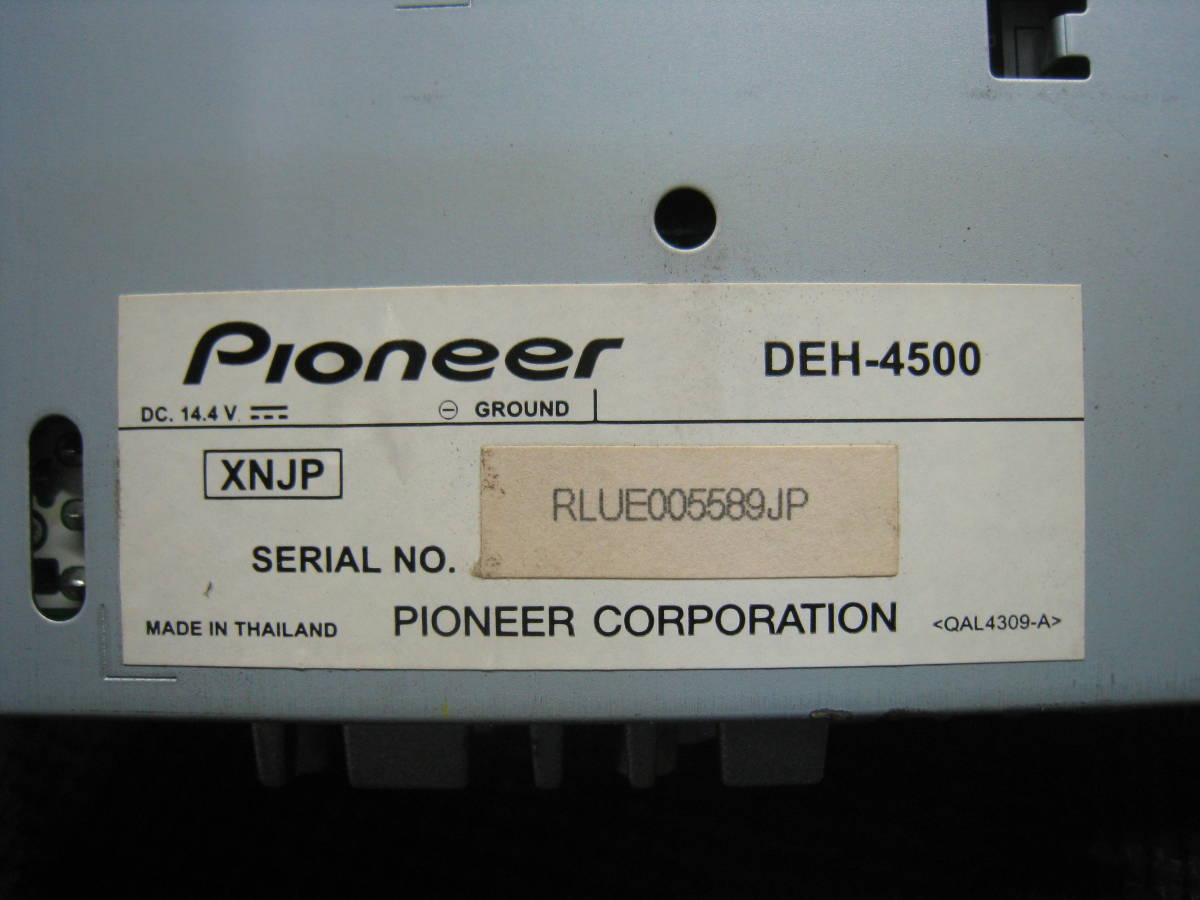 Pioneer DEH-4500
DC. 14.4 V ⎓ ⊖ GROUND
XNJP
RLUE005589JP
SERIAL NO.
MADE IN THAILAND PIONEER CORPORATION <QAL4309-A>